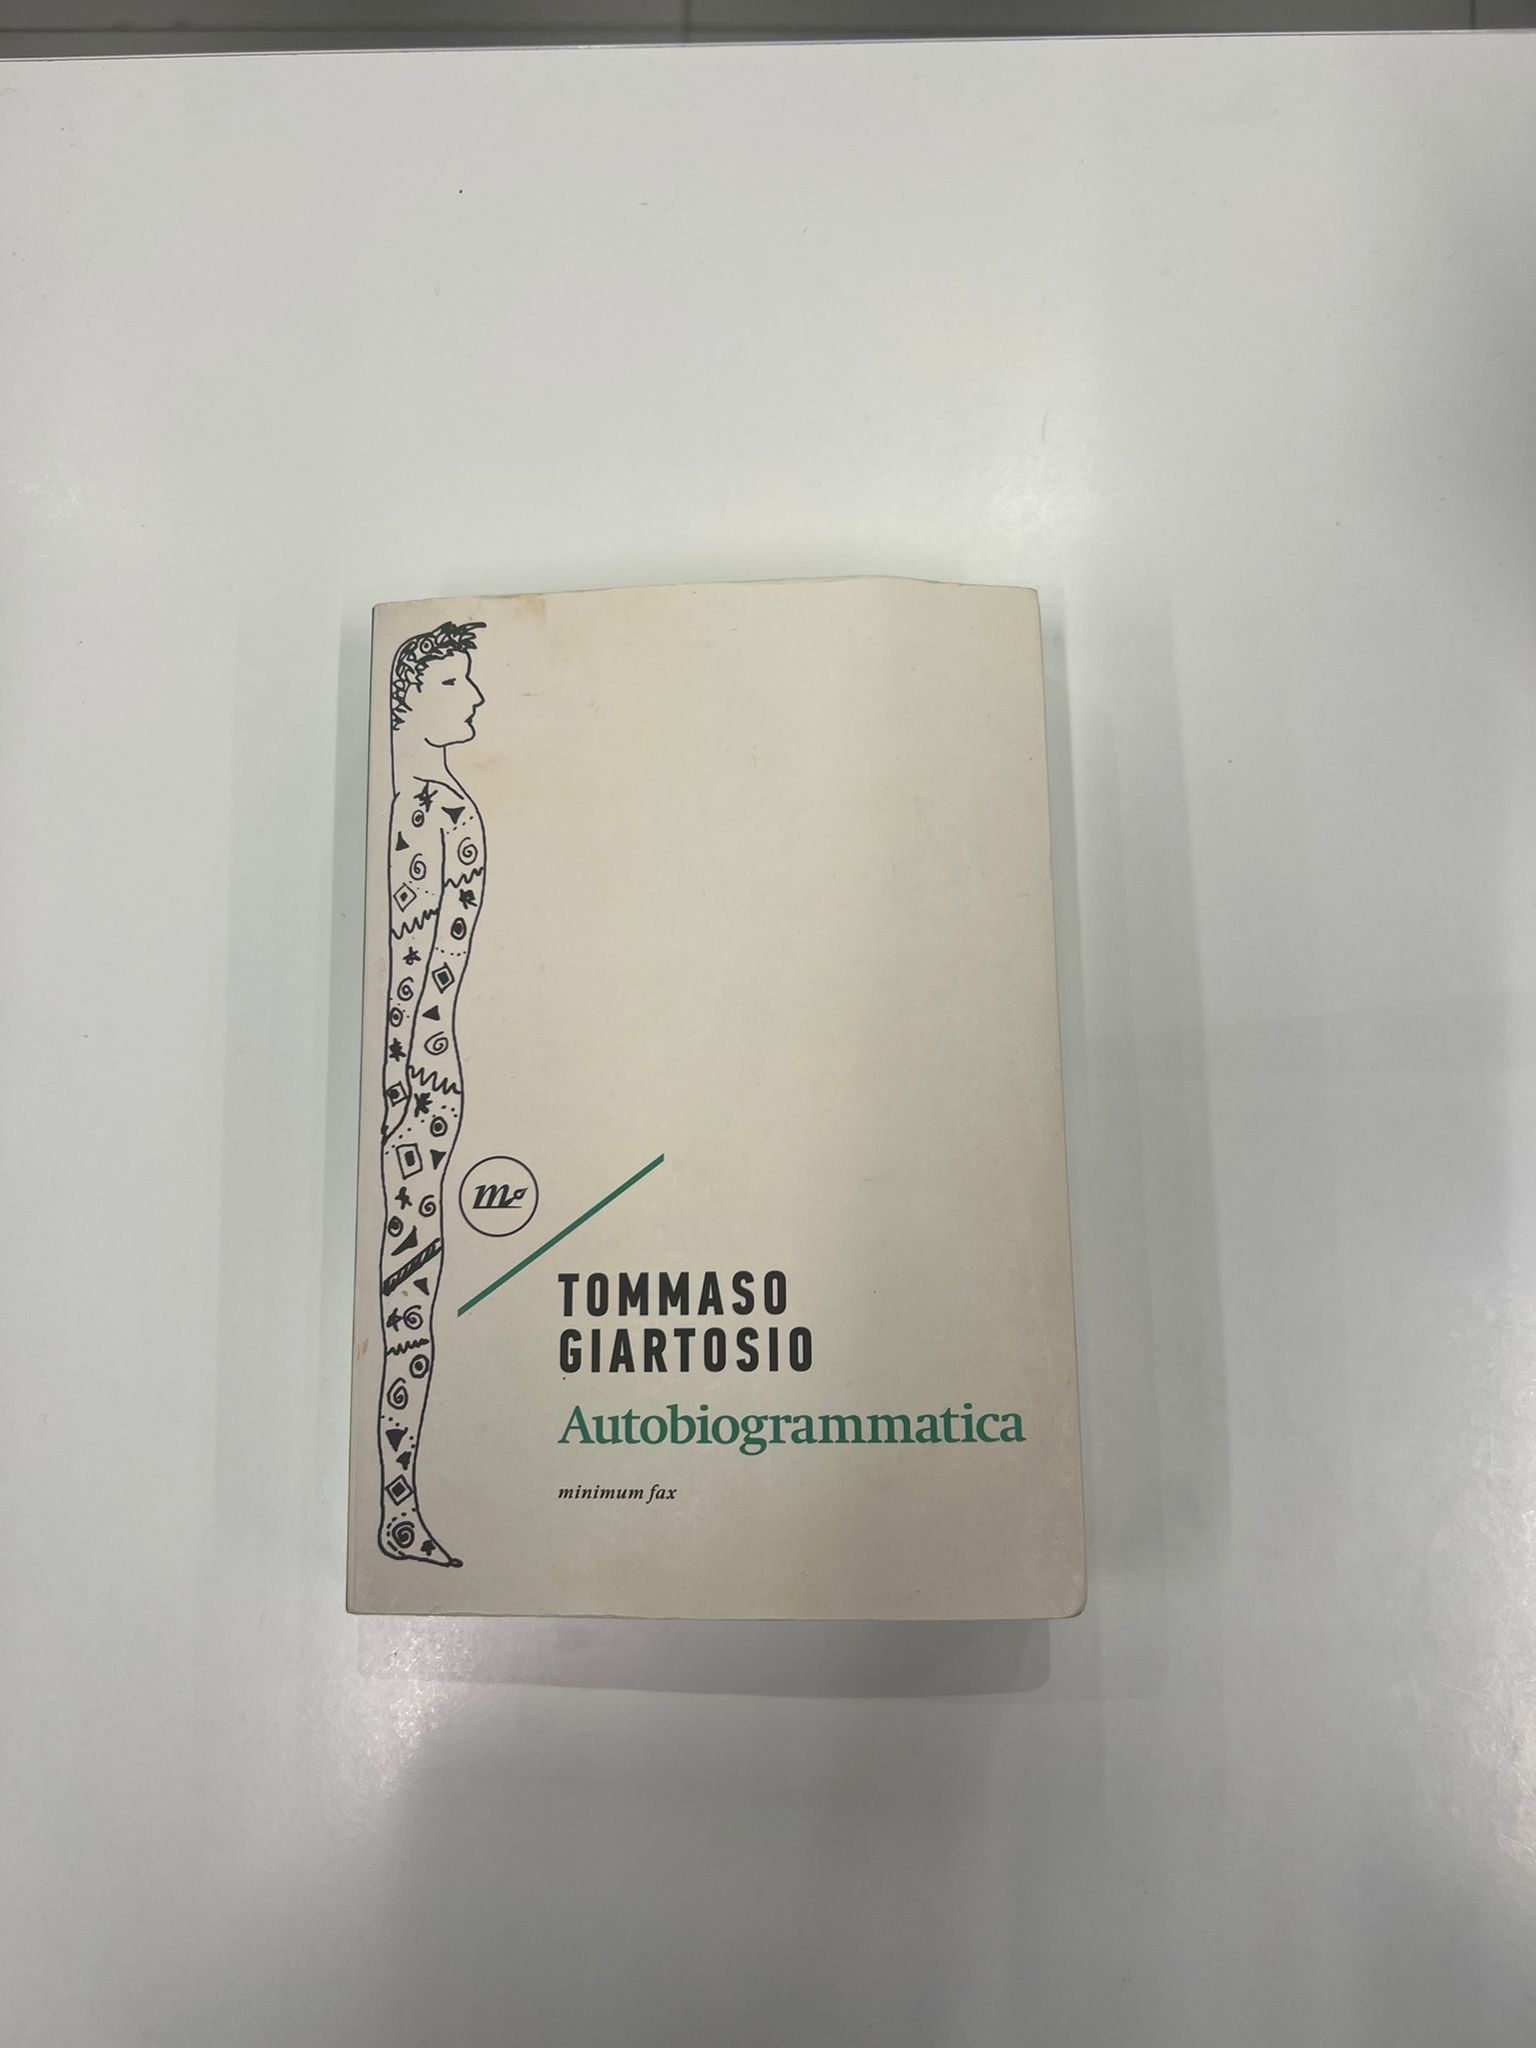 m
TOMMASO
GIARTOSIO
Autobiogrammatica
minimum fax